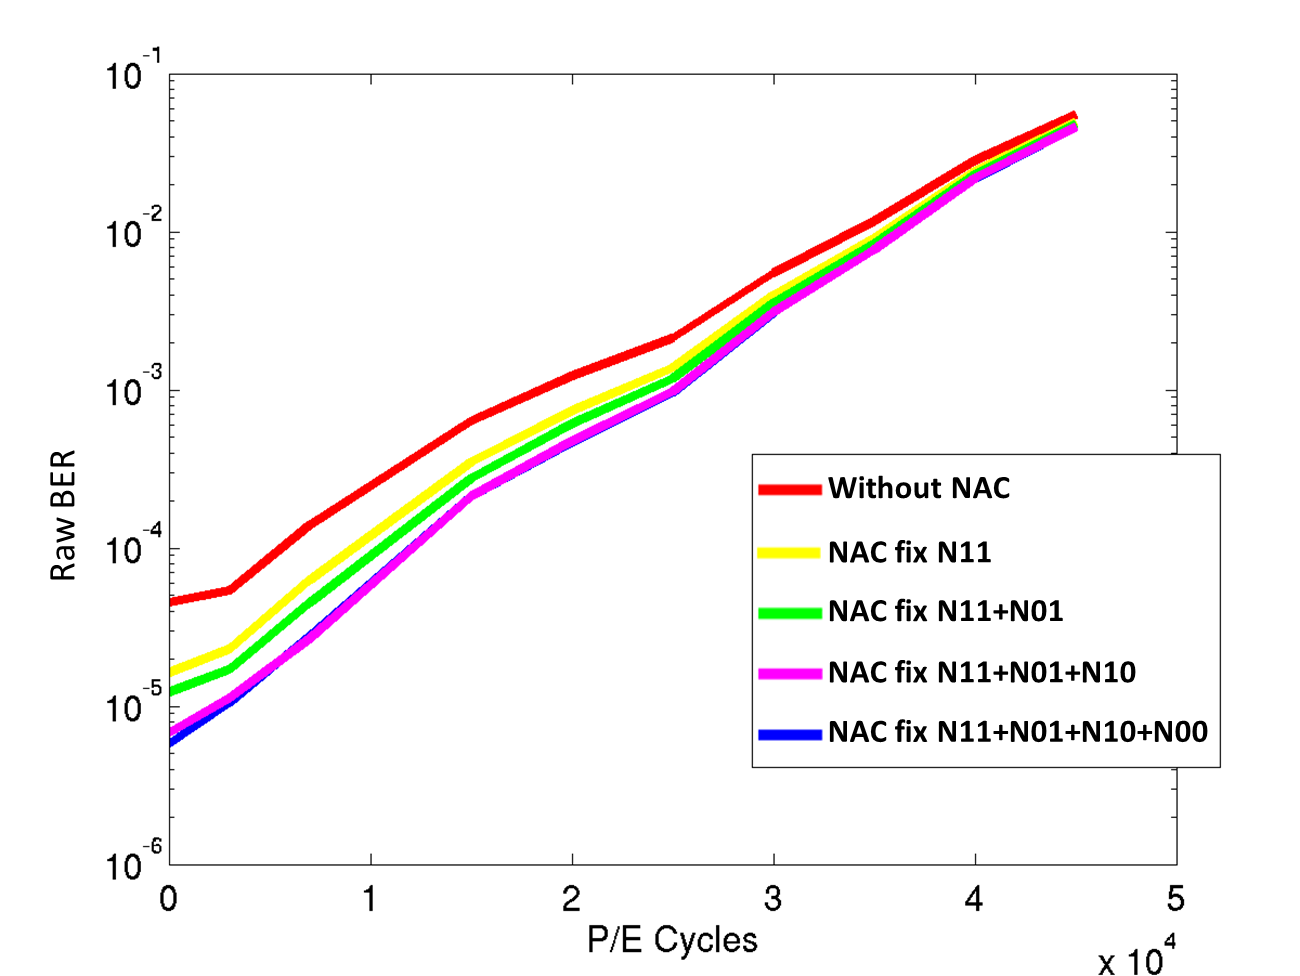 10^-1
10^-2
10^-3
10^-4
10^-5
10^-6
Raw BER
Without NAC
NAC fix N11
NAC fix N11+N01
NAC fix N11+N01+N10
NAC fix N11+N01+N10+N00
0 1 2 3 4 5
P/E Cycles
x 10^4